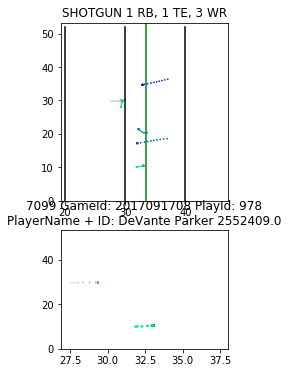 SHOTGUN 1 RB, 1 TE, 3 WR
50
40
30
20
10
0
20 30 40
7099 GameId: 2017091708 PlayId: 978
PlayerName + ID: DeVante Parker 2552409.0
40
20
0
27.5 30.0 32.5 35.0 37.5